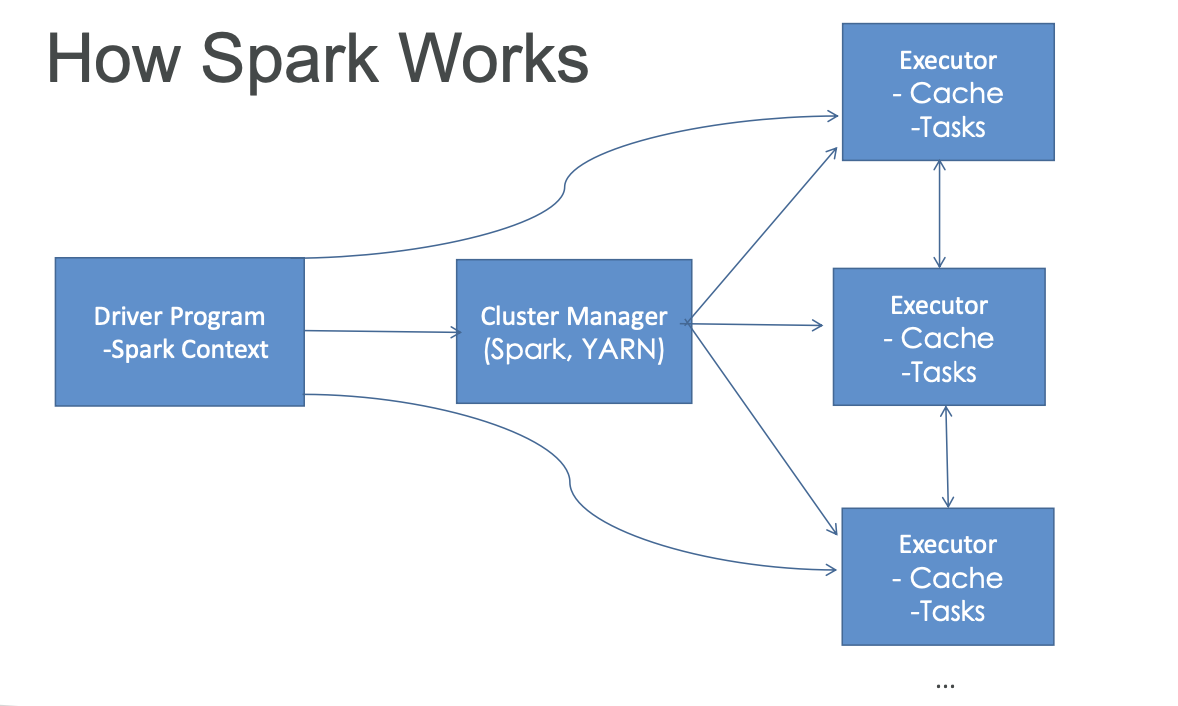 How Spark Works
Executor
- Cache
-Tasks
Driver Program
-Spark Context
Cluster Manager
(Spark, YARN)
Executor
- Cache
-Tasks
Executor
- Cache
-Tasks
...